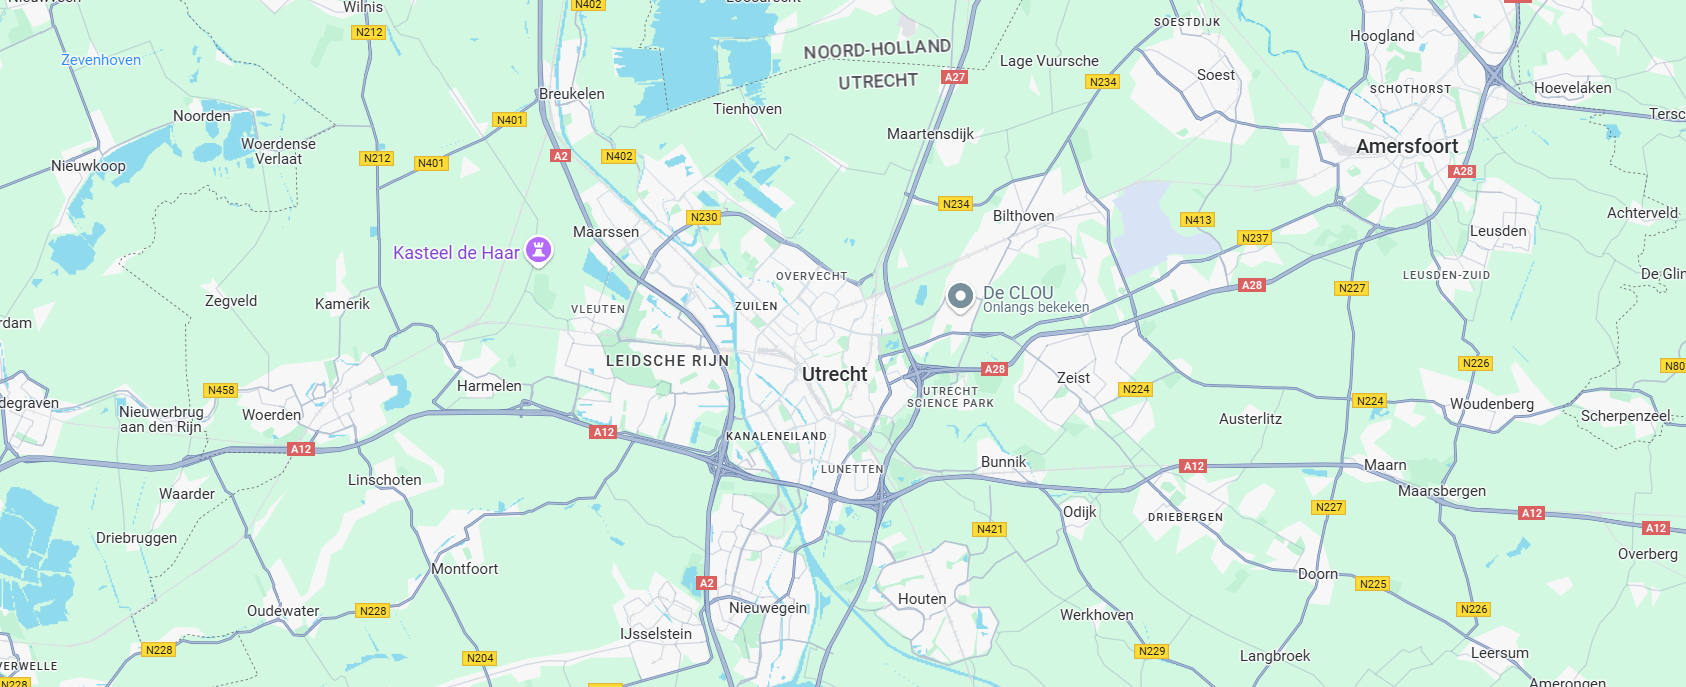 Wilnis
N402
N212
Zevenhoven
NOORD-HOLLAND
UTRECHT
A27
Lage Vuursche
N234
SOESTDIJK
Soest
Hoogland
SCHOTHORST
Hoevelaken
Tersc
Breukelen
Tienhoven
Noorden
N401
Woerdense
Verlaat
N212
N401
A2
N402
Maartensdijk
Amersfoort
A28
Nieuwkoop
N230
N234
Bilthoven
N413
Achterveld
Maarssen
N237
Leusden
Kasteel de Haar
OVERVECHT
De CLOU
Onlangs bekeken
A28
N227
LEUSDEN-ZUID
De Glin
Zegveld
Kamerik
VLEUTEN
ZUILEN
rdam
LEIDSCHE RIJN
Utrecht
A28
Zeist
N224
N226
N80
Harmelen
N458
degraven
Nieuwerbrug
aan den Rijn
Woerden
UTRECHT
SCIENCE PARK
N224
Austerlitz
Woudenberg
Scherpenzeel
A12
A12
KANALENEILAND
LUNETTEN
Bunnik
A12
Maarn
Linschoten
Waarder
Maarsbergen
Odijk
DRIEBERGEN
N227
A12
A12
Driebruggen
N421
Overberg
Montfoort
A2
Doorn
N225
Oudewater
N228
Nieuwegein
Houten
Werkhoven
N226
IJsselstein
N228
N204
N229
Langbroek
Leersum
VERWELLE
N228
Amerongen